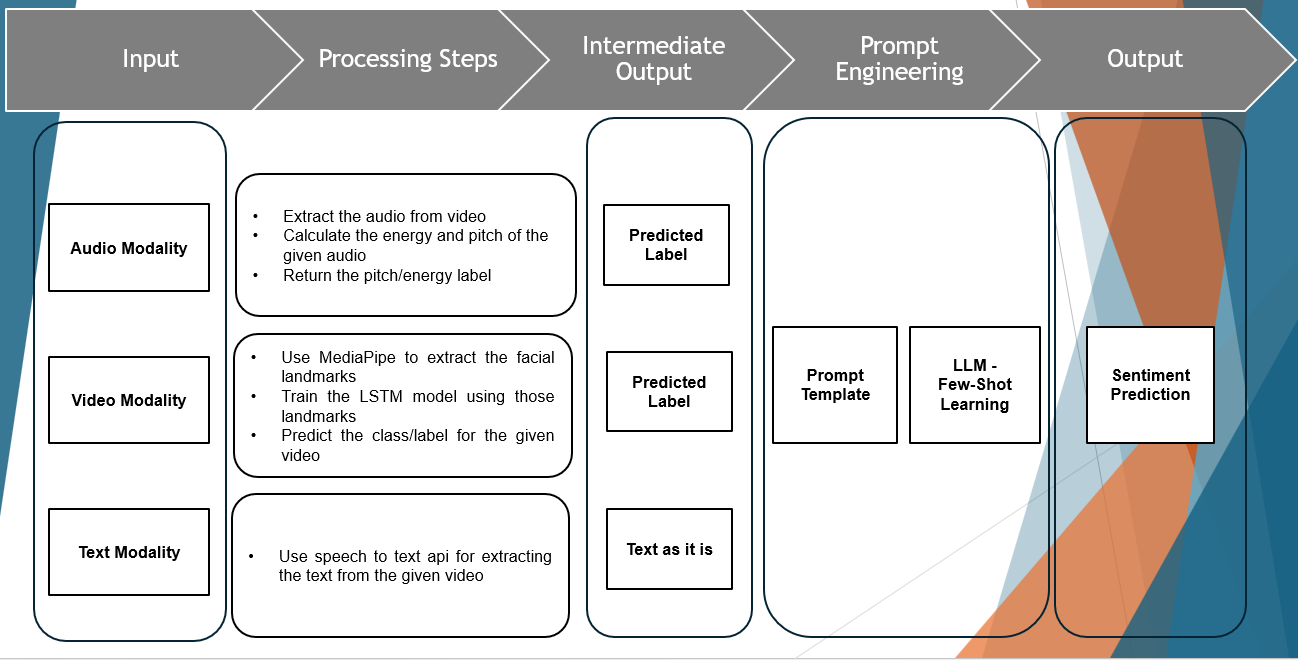 Input
Processing Steps
Intermediate
Output
Prompt
Engineering
Output
Audio Modality
• Extract the audio from video
• Calculate the energy and pitch of the
given audio
• Return the pitch/energy label
Predicted
Label
Video Modality
• Use MediaPipe to extract the facial
landmarks
• Train the LSTM model using those
landmarks
• Predict the class/label for the given
video
Predicted
Label
Prompt
Template
LLM -
Few-Shot
Learning
Sentiment
Prediction
Text Modality
• Use speech to text api for extracting
the text from the given video
Text as it is